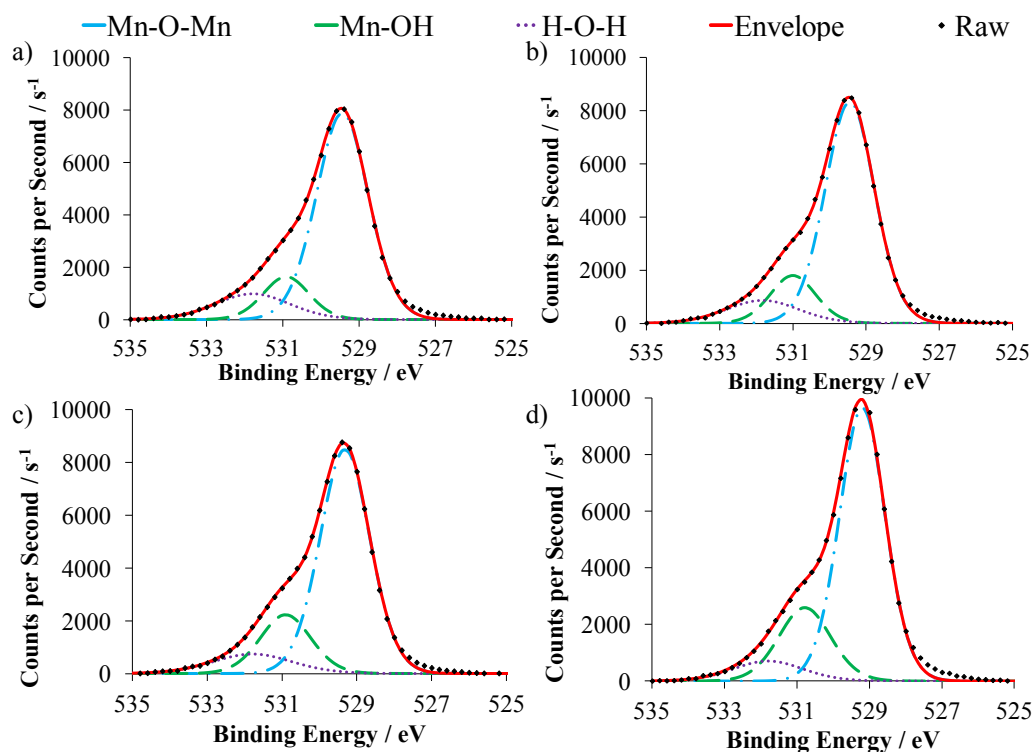 Mn-O-Mn Mn-OH H-O-H Envelope Raw
a)
Counts per Second / s-1
10000
8000
6000
4000
2000
0
535 533 531 529 527 525
Binding Energy / eV
b)
Counts per Second / s-1
10000
8000
6000
4000
2000
0
535 533 531 529 527 525
Binding Energy / eV
c)
Counts per Second / s-1
10000
8000
6000
4000
2000
0
535 533 531 529 527 525
Binding Energy / eV
d)
Counts per Second / s-1
10000
8000
6000
4000
2000
0
535 533 531 529 527 525
Binding Energy / eV